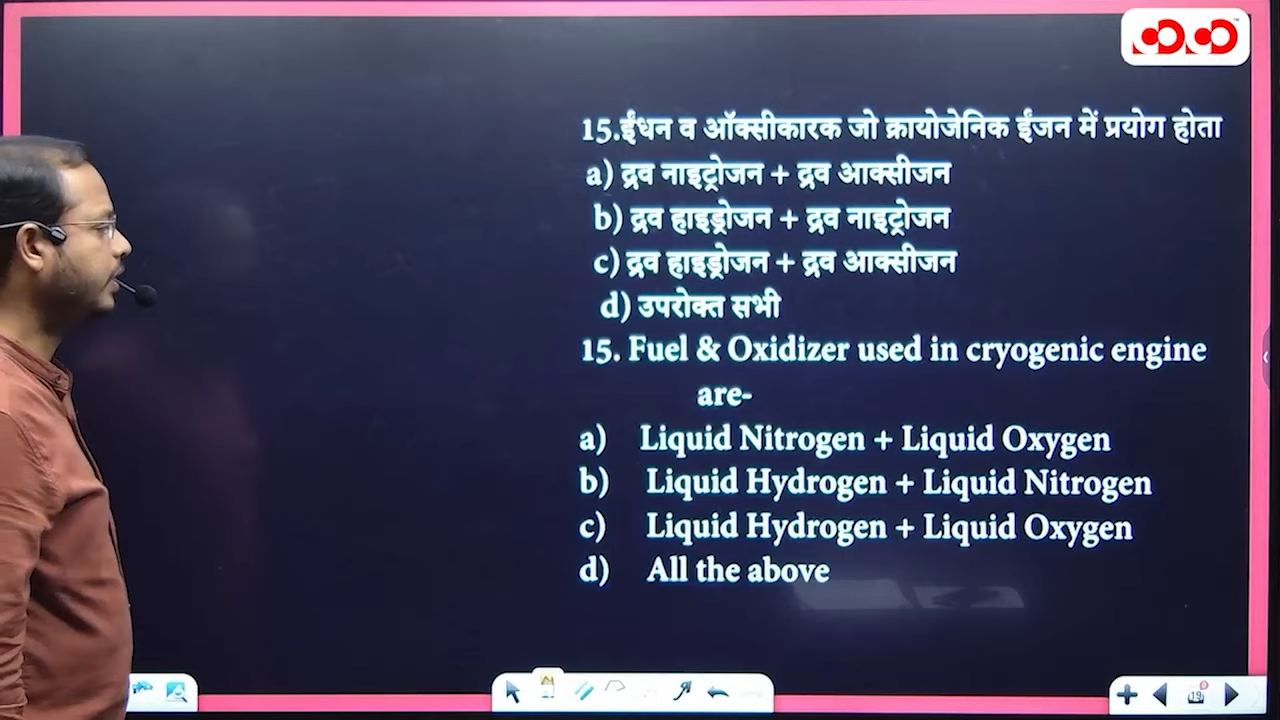 15.ईंधन व ऑक्सीकारक जो क्रायोजेनिक ईंजन में प्रयोग होता
a) द्रव नाइट्रोजन + द्रव आक्सीजन
b) द्रव हाइड्रोजन + द्रव नाइट्रोजन
c) द्रव हाइड्रोजन + द्रव आक्सीजन
d) उपरोक्त सभी
15. Fuel & Oxidizer used in cryogenic engine
are-
a) Liquid Nitrogen + Liquid Oxygen
b) Liquid Hydrogen + Liquid Nitrogen
c) Liquid Hydrogen + Liquid Oxygen
d) All the above
19